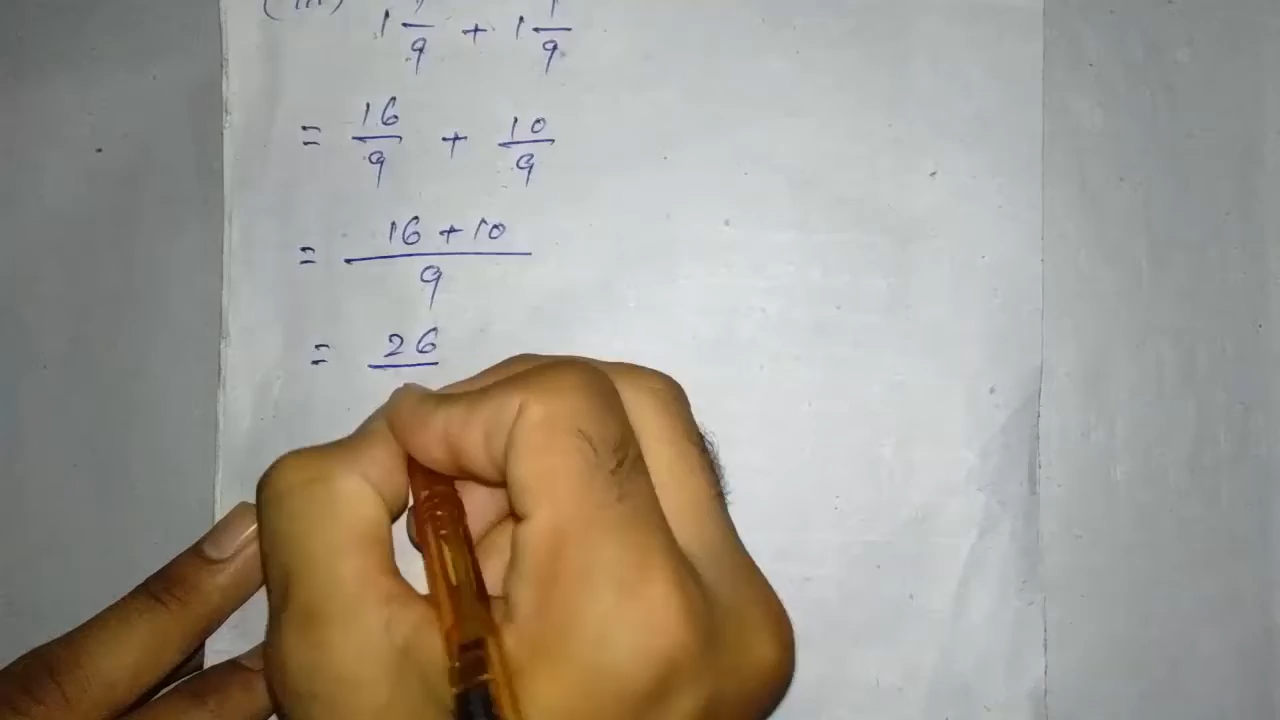 (iii) 1 7/9 + 1 1/9
= 16/9 + 10/9
= (16 + 10)/9
= 26